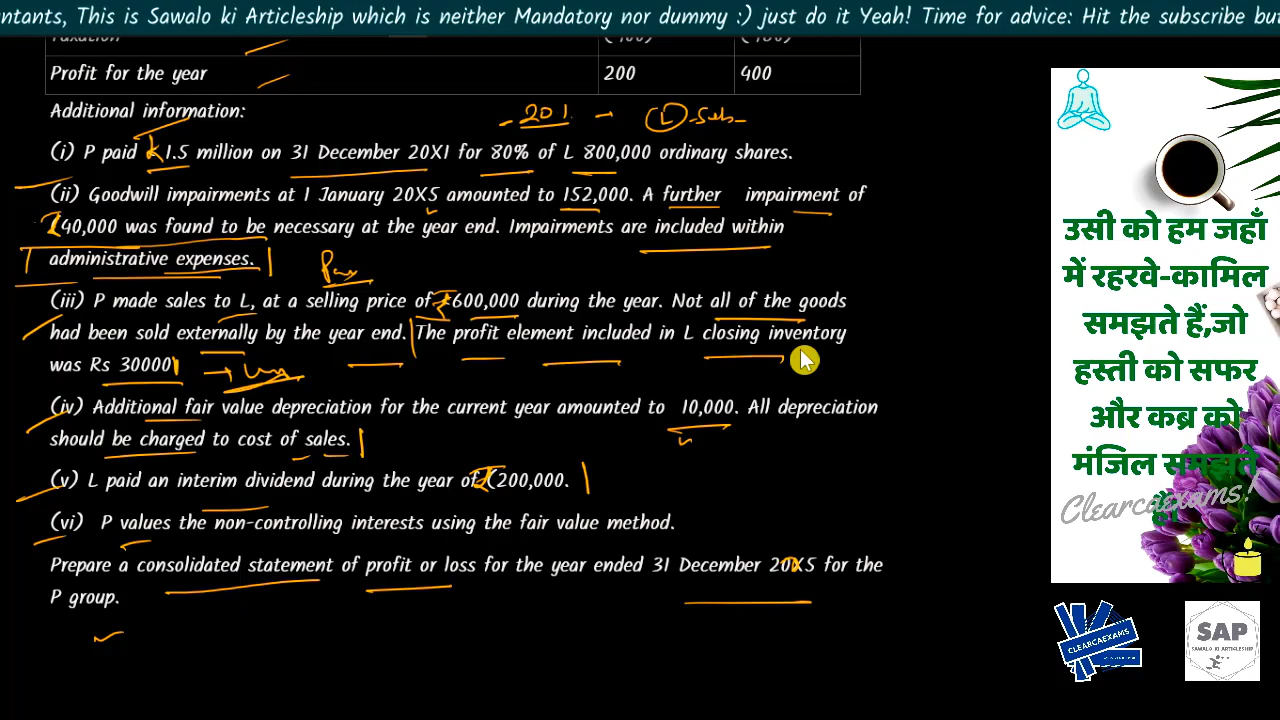 ntants, This is Sawalo ki Articleship which is neither Mandatory nor dummy :) just do it Yeah! Time for advice: Hit the subscribe but
Taxation
Profit for the year 200 400
Additional information:
20% → L Sub
(i) P paid ₹1.5 million on 31 December 20X1 for 80% of L 800,000 ordinary shares.
(ii) Goodwill impairments at 1 January 20X5 amounted to 152,000. A further impairment of
₹40,000 was found to be necessary at the year end. Impairments are included within
administrative expenses.
(iii) P made sales to L, at a selling price of ₹600,000 during the year. Not all of the goods
had been sold externally by the year end. The profit element included in L closing inventory
was Rs 30000
(iv) Additional fair value depreciation for the current year amounted to 10,000. All depreciation
should be charged to cost of sales.
(v) L paid an interim dividend during the year of ₹200,000.
(vi) P values the non-controlling interests using the fair value method.
Prepare a consolidated statement of profit or loss for the year ended 31 December 20X5 for the
P group.
उसी को हम जहाँ
में रहरवे-कामिल
समझते हैं,जो
हस्ती को सफर
और कब्र को
मंजिल समझते
है।
Clearcaexams!
CLEARCAEXAMS
SAP
SAWALO KI ARTICLESHIP